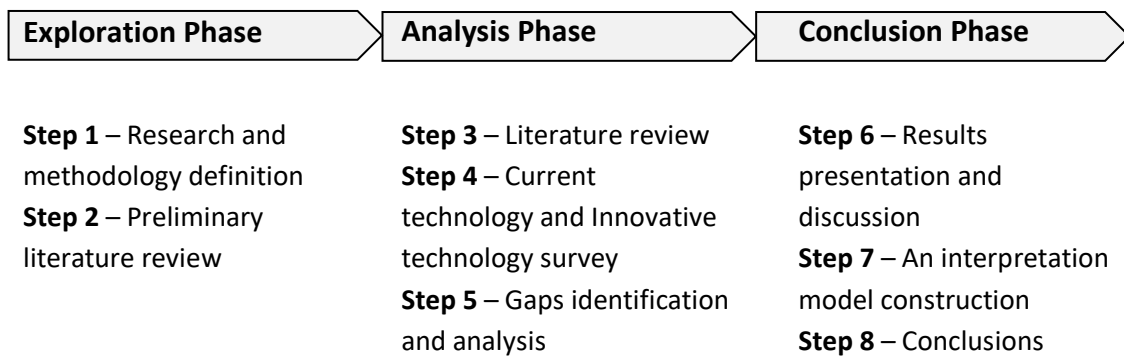 Exploration Phase
Analysis Phase
Conclusion Phase
Step 1 – Research and
methodology definition
Step 2 – Preliminary
literature review
Step 3 – Literature review
Step 4 – Current
technology and Innovative
technology survey
Step 5 – Gaps identification
and analysis
Step 6 – Results
presentation and
discussion
Step 7 – An interpretation
model construction
Step 8 – Conclusions